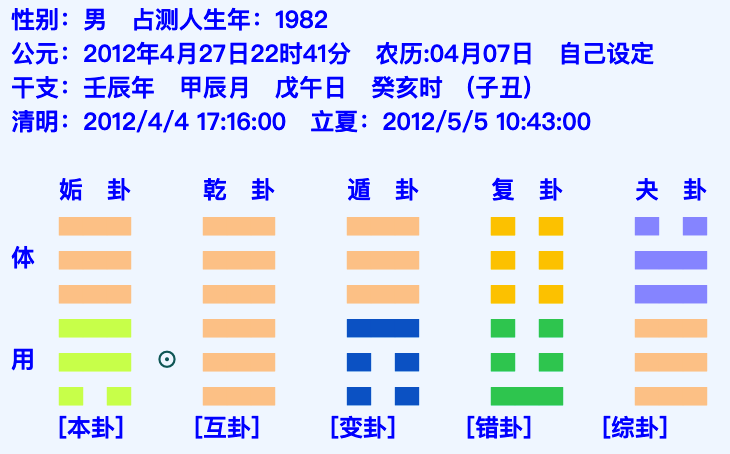 性别：男 占测人生年：1982
公元：2012年4月27日22时41分 农历:04月07日 自己设定
干支：壬辰年 甲辰月 戊午日 癸亥时 （子丑）
清明：2012/4/4 17:16:00 立夏：2012/5/5 10:43:00
姤 卦 乾 卦 遁 卦 复 卦 夬 卦
体
用
[本卦] [互卦] [变卦] [错卦] [综卦]